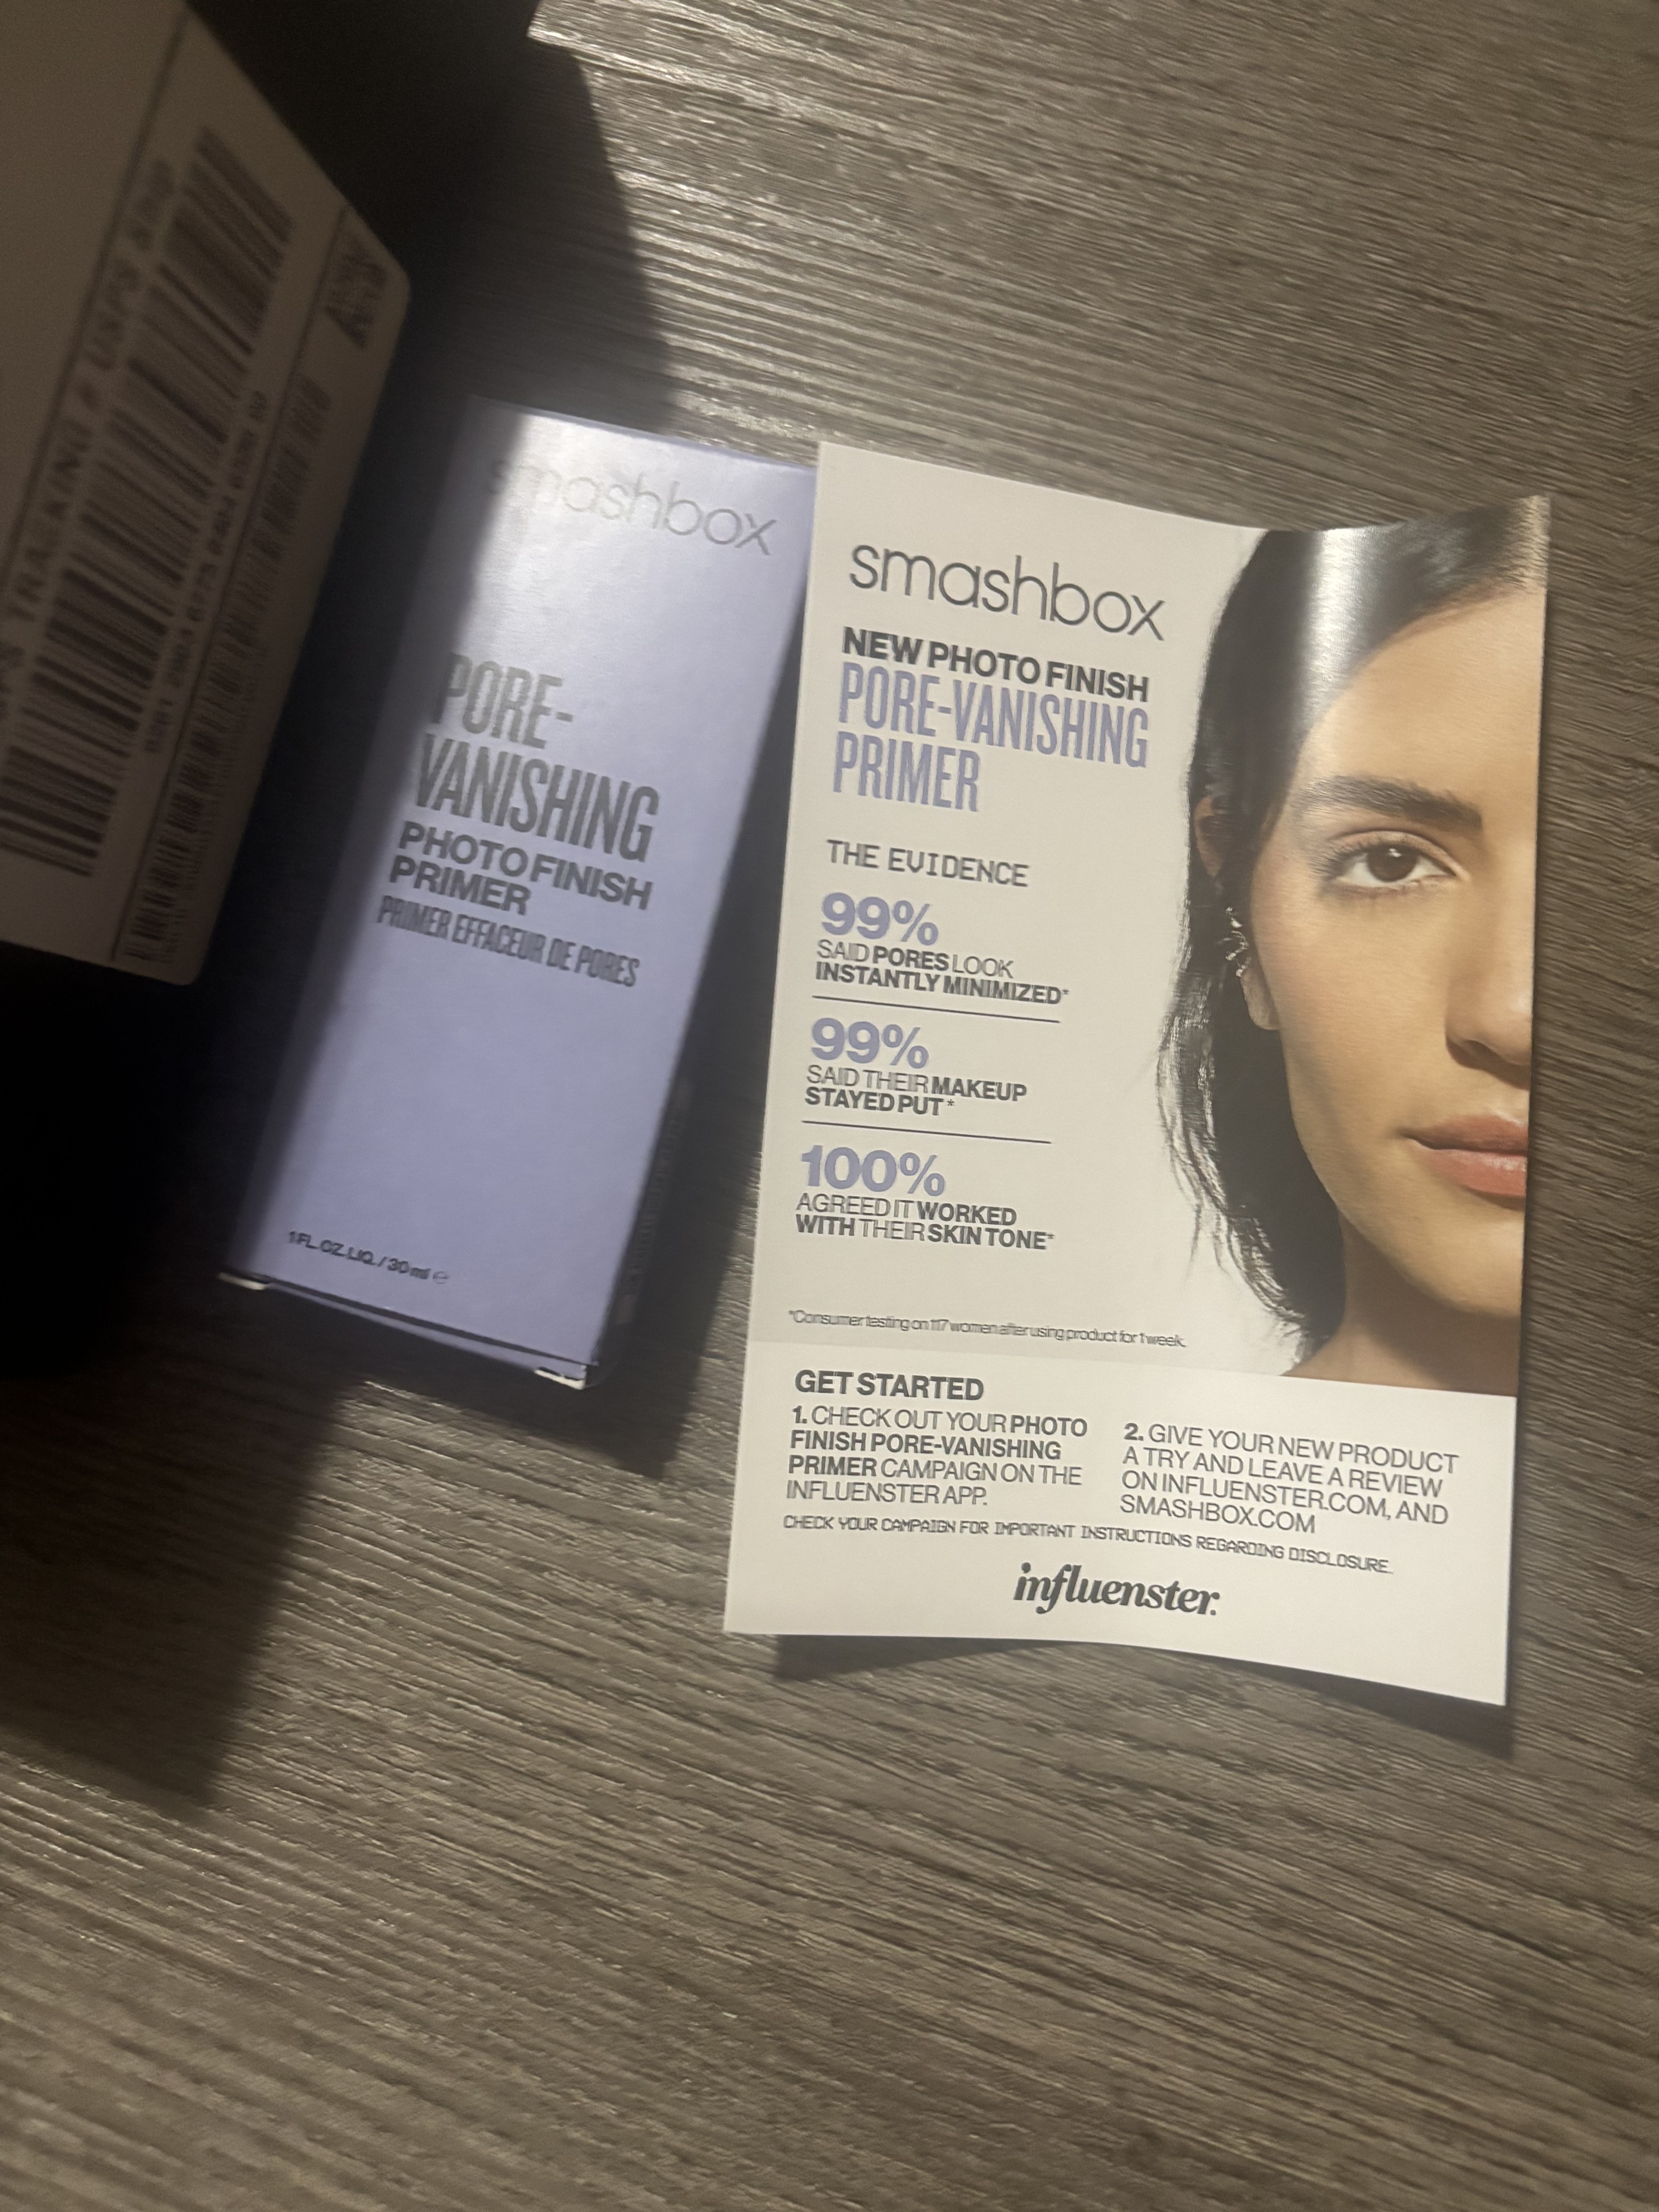 TRACKING # USPS
smashbox
PORE-
VANISHING
PHOTO FINISH
PRIMER
PRIMER EFFACEUR DE PORES
1 FL.OZ.LIQ. / 30 ml ℮
smashbox
NEW PHOTO FINISH
PORE-VANISHING
PRIMER
THE EVIDENCE
99%
SAID PORES LOOK
INSTANTLY MINIMIZED*
99%
SAID THEIR MAKEUP
STAYED PUT*
100%
AGREED IT WORKED
WITH THEIR SKIN TONE*
*Consumer testing on 117 women after using product for 1 week.
GET STARTED
1. CHECK OUT YOUR PHOTO
FINISH PORE-VANISHING
PRIMER CAMPAIGN ON THE
INFLUENSTER APP.
2. GIVE YOUR NEW PRODUCT
A TRY AND LEAVE A REVIEW
ON INFLUENSTER.COM, AND
SMASHBOX.COM
CHECK YOUR CAMPAIGN FOR IMPORTANT INSTRUCTIONS REGARDING DISCLOSURE.
influenster.